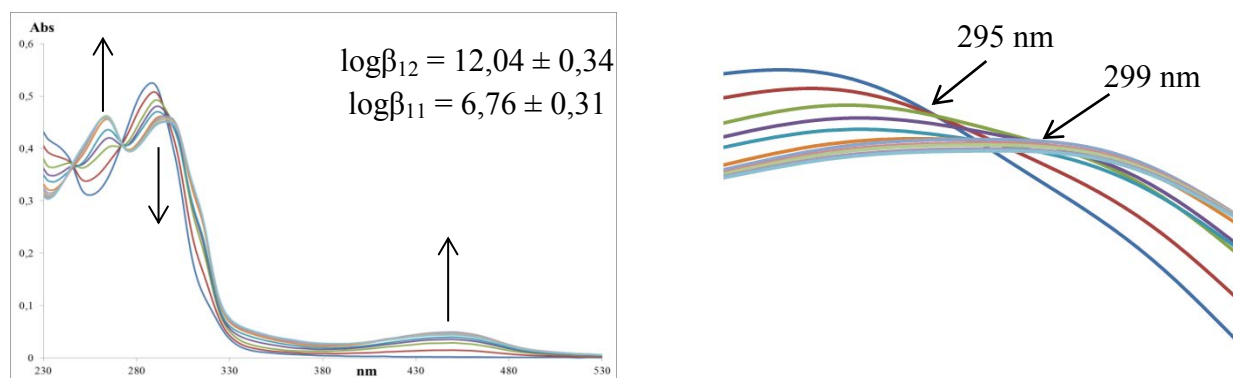 Abs
0,6
0,5
0,4
0,3
0,2
0,1
0
230 280 330 380 nm 430 480 530
logβ₁₂ = 12,04 ± 0,34
logβ₁₁ = 6,76 ± 0,31
295 nm
299 nm